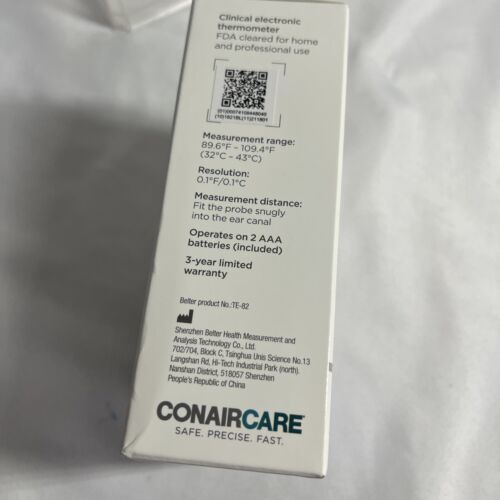 Clinical electronic
thermometer
FDA cleared for home
and professional use
Measurement range:
89.6°F – 109.4°F
(32°C – 43°C)
Resolution:
0.1°F/0.1°C
Measurement distance:
Fit the probe snugly
into the ear canal
Operates on 2 AAA
batteries (included)
3-year limited
warranty
Belter product No.:TE-82
Shenzhen Belter Health Measurement and
Analysis Technology Co., Ltd.
702/704, Block C, Tsinghua Unis Science No.13
Langshan Rd, Hi-Tech Industrial Park (north).
Nanshan District, 518057 Shenzhen
People's Republic of China
CONAIRCARE
SAFE. PRECISE. FAST.